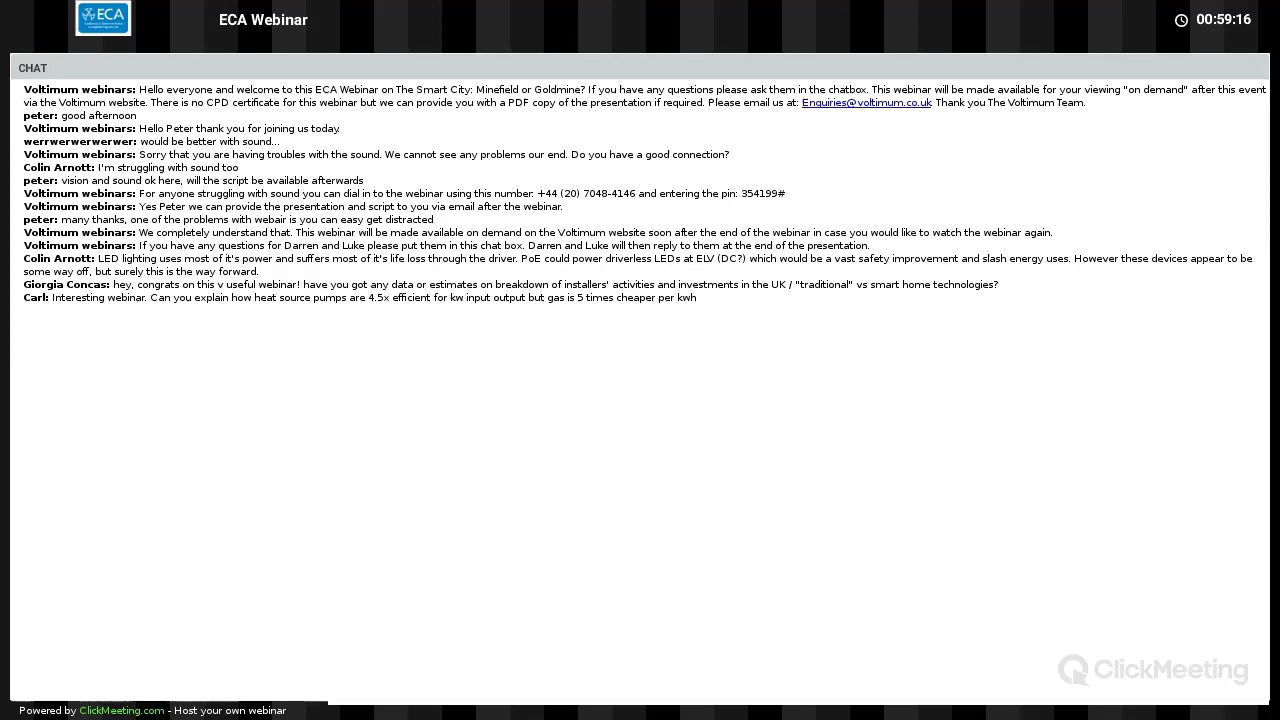 ECA
ECA Webinar
00:59:16
CHAT
Voltimum webinars: Hello everyone and welcome to this ECA Webinar on The Smart City: Minefield or Goldmine? If you have any questions please ask them in the chatbox. This webinar will be made available for your viewing "on demand" after this event
via the Voltimum website. There is no CPD certificate for this webinar but we can provide you with a PDF copy of the presentation if required. Please email us at: Enquiries@voltimum.co.uk Thank you The Voltimum Team.
peter: good afternoon
Voltimum webinars: Hello Peter thank you for joining us today.
werrwerwerwerwer: would be better with sound...
Voltimum webinars: Sorry that you are having troubles with the sound. We cannot see any problems our end. Do you have a good connection?
Colin Arnott: I'm struggling with sound too
peter: vision and sound ok here, will the script be available afterwards
Voltimum webinars: For anyone struggling with sound you can dial in to the webinar using this number: +44 (20) 7048-4146 and entering the pin: 354199#
Voltimum webinars: Yes Peter we can provide the presentation and script to you via email after the webinar.
peter: many thanks, one of the problems with webair is you can easy get distracted
Voltimum webinars: We completely understand that. This webinar will be made available on demand on the Voltimum website soon after the end of the webinar in case you would like to watch the webinar again.
Voltimum webinars: If you have any questions for Darren and Luke please put them in this chat box. Darren and Luke will then reply to them at the end of the presentation.
Colin Arnott: LED lighting uses most of it's power and suffers most of it's life loss through the driver. PoE could power driverless LEDs at ELV (DC?) which would be a vast safety improvement and slash energy uses. However these devices appear to be
some way off, but surely this is the way forward.
Giorgia Concas: hey, congrats on this v useful webinar! have you got any data or estimates on breakdown of installers' activities and investments in the UK / "traditional" vs smart home technologies?
Carl: Interesting webinar. Can you explain how heat source pumps are 4.5x efficient for kw input output but gas is 5 times cheaper per kwh
ClickMeeting
Powered by ClickMeeting.com - Host your own webinar